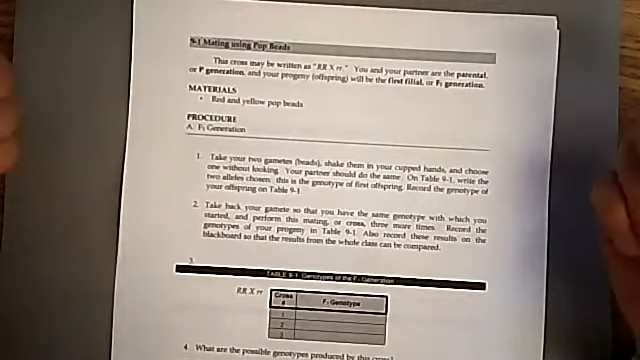 9-1 Mating using Pop Beads
This cross may be written as "RR X rr." You and your partner are the parental,
or P generation, and your progeny (offspring) will be the first filial, or F₁ generation.
MATERIALS
• Red and yellow pop beads
PROCEDURE
A. F₁ Generation
1. Take your two gametes (beads), shake them in your cupped hands, and choose
one without looking. Your partner should do the same. On Table 9-1, write the
two alleles chosen: this is the genotype of first offspring. Record the genotype of
your offspring on Table 9-1.
2. Take back your gamete so that you have the same genotype with which you
started, and perform this mating, or cross, three more times. Record the
genotypes of your progeny in Table 9-1. Also record these results on the
blackboard so that the results from the whole class can be compared.
3.
TABLE 9-1. Genotypes of the F₁ Generation
RR X rr
Cross # F₁ Genotype
1
2
3
4. What are the possible genotypes produced by this cross?